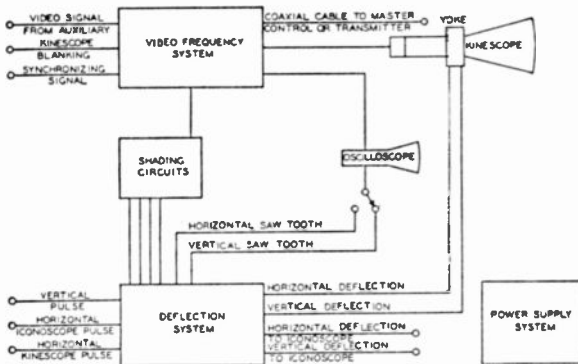 VIDEO SIGNAL
FROM AUXILIARY
KINESCOPE
BLANKING
SYNCHRONIZING
SIGNAL
VIDEO FREQUENCY
SYSTEM
COAXIAL CABLE TO MASTER
CONTROL OR TRANSMITTER
YOKE
KINESCOPE
SHADING
CIRCUITS
OSCILLOSCOPE
HORIZONTAL SAW TOOTH
VERTICAL SAW TOOTH
VERTICAL
PULSE
HORIZONTAL
ICONOSCOPE PULSE
HORIZONTAL
KINESCOPE PULSE
DEFLECTION
SYSTEM
HORIZONTAL DEFLECTION
VERTICAL DEFLECTION
HORIZONTAL DEFLECTION
TO ICONOSCOPE
VERTICAL DEFLECTION
TO ICONOSCOPE
POWER SUPPLY
SYSTEM